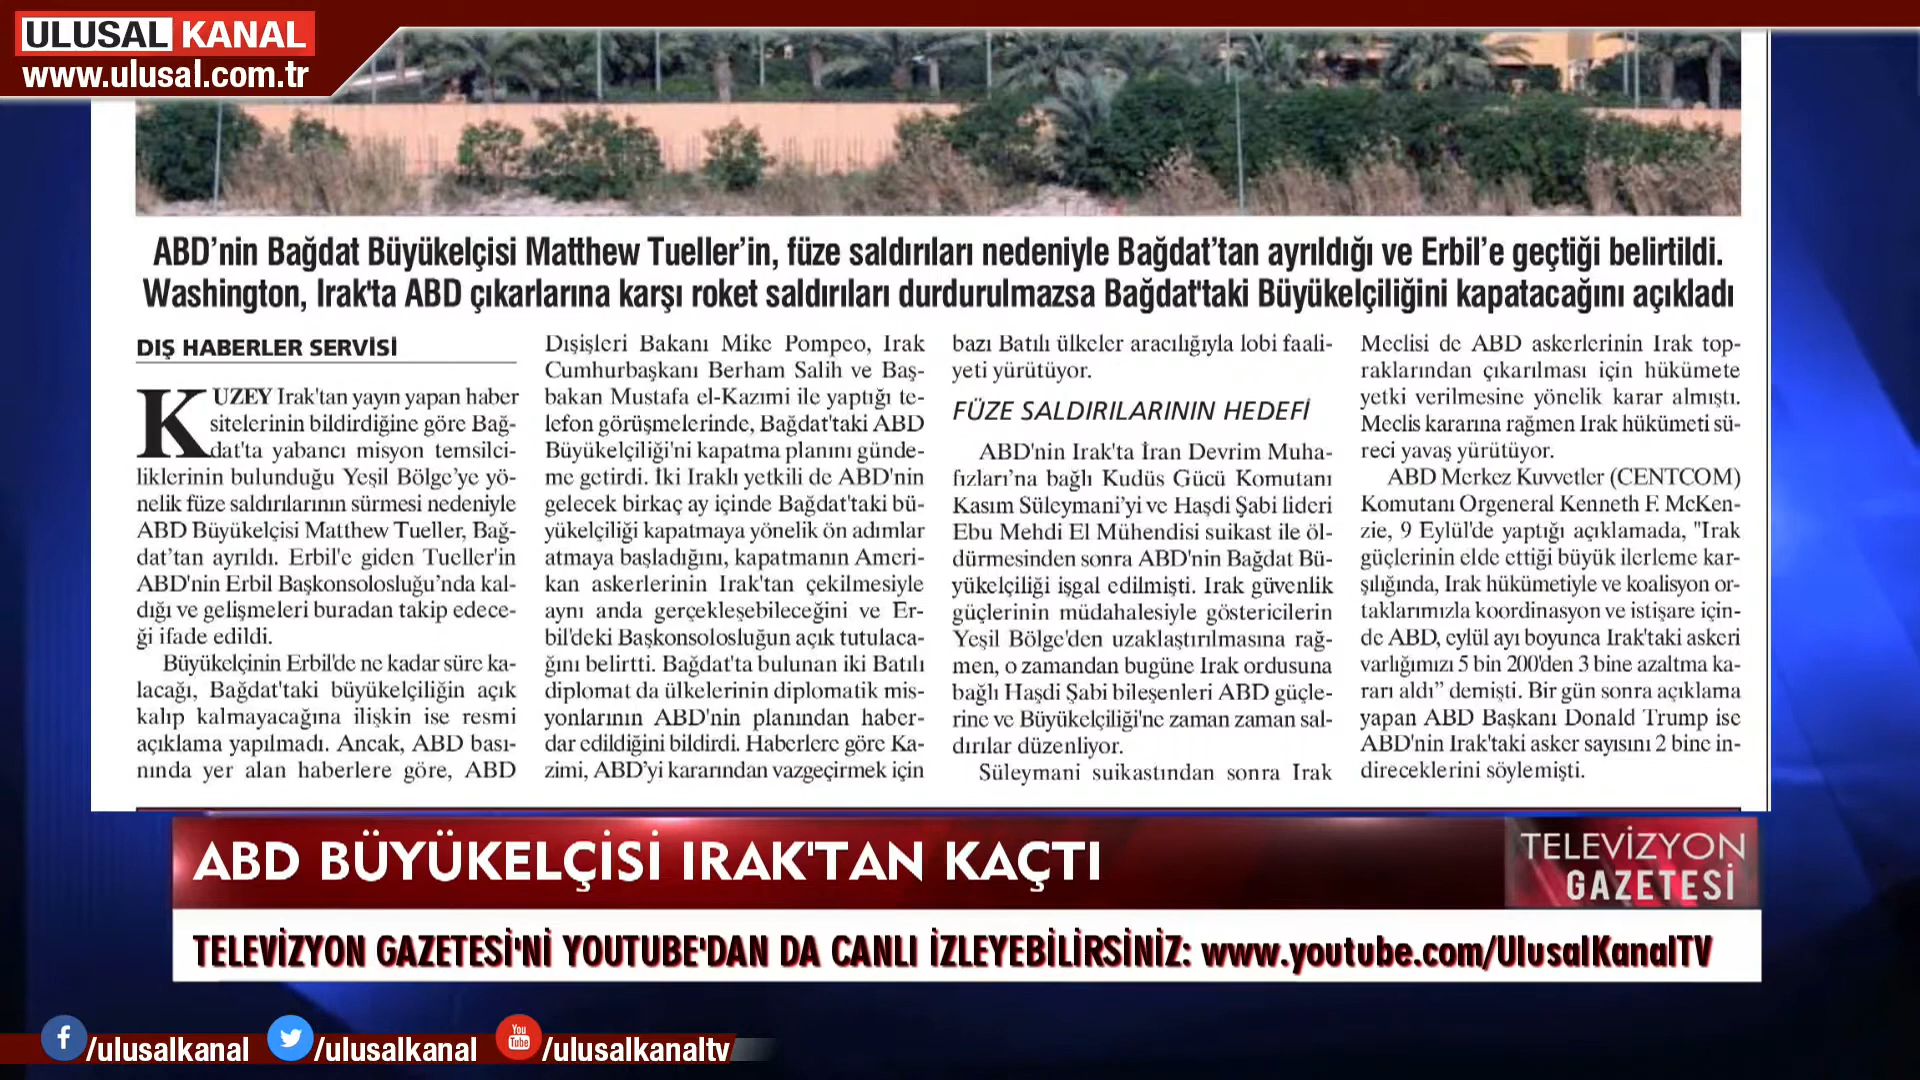 ULUSAL KANAL
www.ulusal.com.tr
ABD’nin Bağdat Büyükelçisi Matthew Tueller’in, füze saldırıları nedeniyle Bağdat’tan ayrıldığı ve Erbil’e geçtiği belirtildi.
Washington, Irak'ta ABD çıkarlarına karşı roket saldırıları durdurulmazsa Bağdat'taki Büyükelçiliğini kapatacağını açıkladı
DIŞ HABERLER SERVİSİ
KUZEY Irak'tan yayın yapan haber
sitelerinin bildirdiğine göre Bağ-
dat'ta yabancı misyon temsilci-
liklerinin bulunduğu Yeşil Bölge’ye yö-
nelik füze saldırılarının sürmesi nedeniyle
ABD Büyükelçisi Matthew Tueller, Bağ-
dat’tan ayrıldı. Erbil'e giden Tueller'in
ABD'nin Erbil Başkonsolosluğu’nda kal-
dığı ve gelişmeleri buradan takip edece-
ği ifade edildi.
Büyükelçinin Erbil'de ne kadar süre ka-
lacağı, Bağdat'taki büyükelçiliğin açık
kalıp kalmayacağına ilişkin ise resmi
açıklama yapılmadı. Ancak, ABD bası-
nında yer alan haberlere göre, ABD
Dışişleri Bakanı Mike Pompeo, Irak
Cumhurbaşkanı Berham Salih ve Baş-
bakan Mustafa el-Kazımi ile yaptığı te-
lefon görüşmelerinde, Bağdat'taki ABD
Büyükelçiliği'ni kapatma planını günde-
me getirdi. İki Iraklı yetkili de ABD'nin
gelecek birkaç ay içinde Bağdat'taki bü-
yükelçiliği kapatmaya yönelik ön adımlar
atmaya başladığını, kapatmanın Ameri-
kan askerlerinin Irak'tan çekilmesiyle
aynı anda gerçekleşebileceğini ve Er-
bil'deki Başkonsolosluğun açık tutulaca-
ğını belirtti. Bağdat'ta bulunan iki Batılı
diplomat da ülkelerinin diplomatik mis-
yonlarının ABD'nin planından haber-
dar edildiğini bildirdi. Haberlere göre Ka-
zimi, ABD’yi kararından vazgeçirmek için
bazı Batılı ülkeler aracılığıyla lobi faali-
yeti yürütüyor.
FÜZE SALDIRILARININ HEDEFİ
ABD'nin Irak'ta İran Devrim Muha-
fızları’na bağlı Kudüs Gücü Komutanı
Kasım Süleymani’yi ve Haşdi Şabi lideri
Ebu Mehdi El Mühendisi suikast ile öl-
dürmesinden sonra ABD'nin Bağdat Bü-
yükelçiliği işgal edilmişti. Irak güvenlik
güçlerinin müdahalesiyle göstericilerin
Yeşil Bölge'den uzaklaştırılmasına rağ-
men, o zamandan bugüne Irak ordusuna
bağlı Haşdi Şabi bileşenleri ABD güçle-
rine ve Büyükelçiliği'ne zaman zaman sal-
dırılar düzenliyor.
Süleymani suikastından sonra Irak
Meclisi de ABD askerlerinin Irak top-
raklarından çıkarılması için hükümete
yetki verilmesine yönelik karar almıştı.
Meclis kararına rağmen Irak hükümeti sü-
reci yavaş yürütüyor.
ABD Merkez Kuvvetler (CENTCOM)
Komutanı Orgeneral Kenneth F. McKen-
zie, 9 Eylül'de yaptığı açıklamada, "Irak
güçlerinin elde ettiği büyük ilerleme kar-
şılığında, Irak hükümetiyle ve koalisyon or-
taklarımızla koordinasyon ve istişare için-
de ABD, eylül ayı boyunca Irak'taki askeri
varlığımızı 5 bin 200'den 3 bine azaltma ka-
rarı aldı” demişti. Bir gün sonra açıklama
yapan ABD Başkanı Donald Trump ise
ABD'nin Irak'taki asker sayısını 2 bine in-
direceklerini söylemişti.
ABD BÜYÜKELÇİSİ IRAK'TAN KAÇTI
TELEVİZYON
GAZETESİ
TELEVİZYON GAZETESİ'Nİ YOUTUBE'DAN DA CANLI İZLEYEBİLİRSİNİZ: www.youtube.com/UlusalKanalTV
f /ulusalkanal /ulusalkanal You Tube /ulusalkanaltv